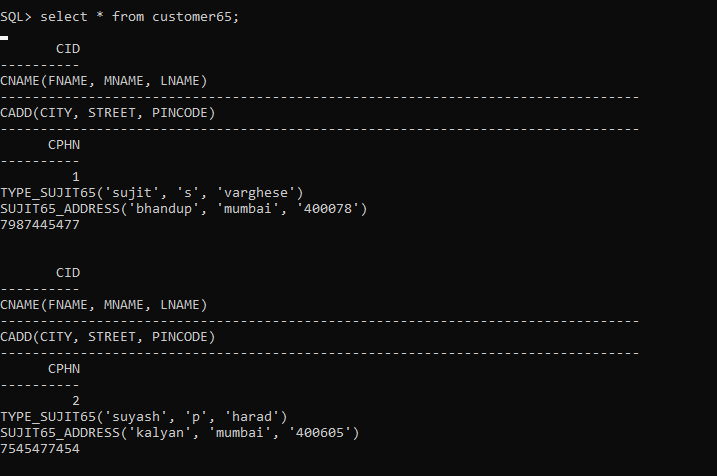 SQL> select * from customer65;
       CID
----------
CNAME(FNAME, MNAME, LNAME)
--------------------------------------------------------------------------------
CADD(CITY, STREET, PINCODE)
--------------------------------------------------------------------------------
      CPHN
----------
         1
TYPE_SUJIT65('sujit', 's', 'varghese')
SUJIT65_ADDRESS('bhandup', 'mumbai', '400078')
7987445477
       CID
----------
CNAME(FNAME, MNAME, LNAME)
--------------------------------------------------------------------------------
CADD(CITY, STREET, PINCODE)
--------------------------------------------------------------------------------
      CPHN
----------
         2
TYPE_SUJIT65('suyash', 'p', 'harad')
SUJIT65_ADDRESS('kalyan', 'mumbai', '400605')
7545477454